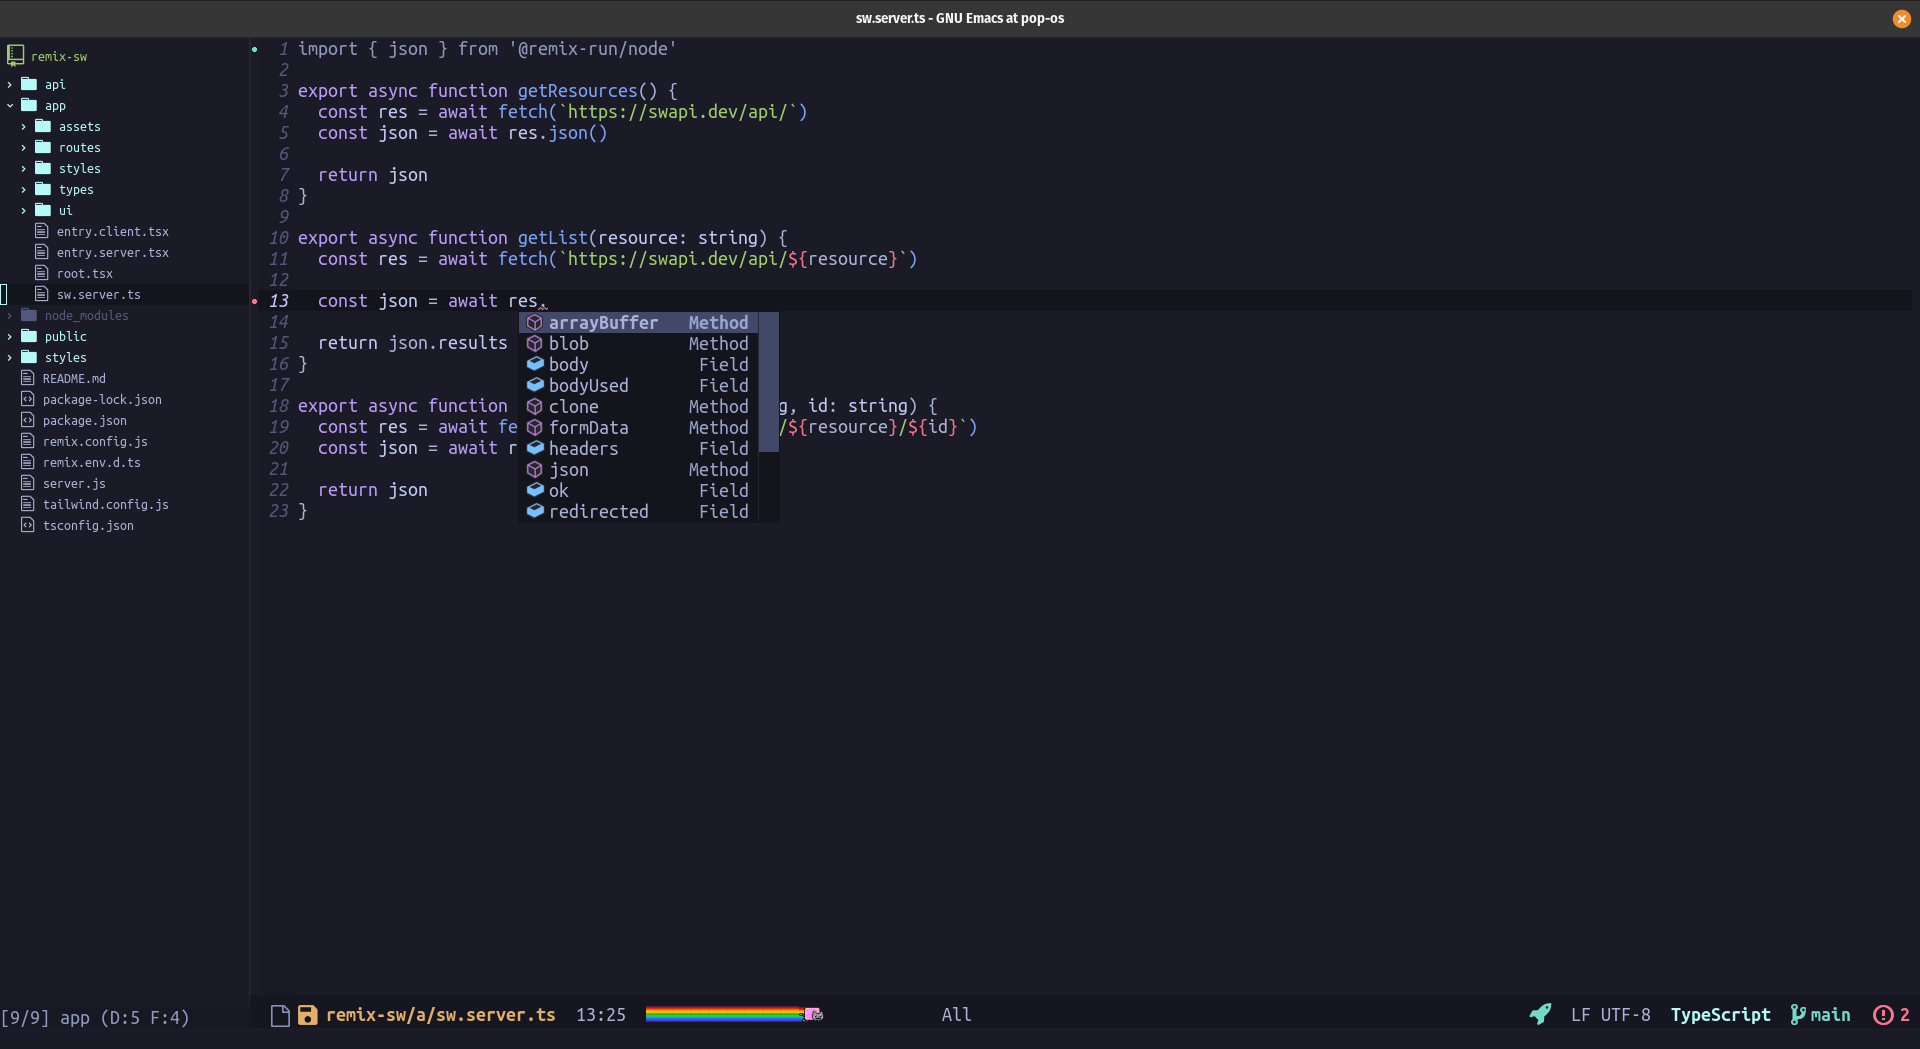 sw.server.ts - GNU Emacs at pop-os
remix-sw
api
app
assets
routes
styles
types
ui
entry.client.tsx
entry.server.tsx
root.tsx
sw.server.ts
node_modules
public
styles
README.md
package-lock.json
package.json
remix.config.js
remix.env.d.ts
server.js
tailwind.config.js
tsconfig.json
[9/9] app (D:5 F:4)
1 import { json } from '@remix-run/node'
2
3 export async function getResources() {
4   const res = await fetch(`https://swapi.dev/api/`)
5   const json = await res.json()
6
7   return json
8 }
9
10 export async function getList(resource: string) {
11   const res = await fetch(`https://swapi.dev/api/${resource}`)
12
13   const json = await res.
14
15   return json.results
16 }
17
18 export async function g, id: string) {
19   const res = await fe/${resource}/${id}`)
20   const json = await r
21
22   return json
23 }
arrayBuffer Method
blob Method
body Field
bodyUsed Field
clone Method
formData Method
headers Field
json Method
ok Field
redirected Field
remix-sw/a/sw.server.ts 13:25 All LF UTF-8 TypeScript main 2